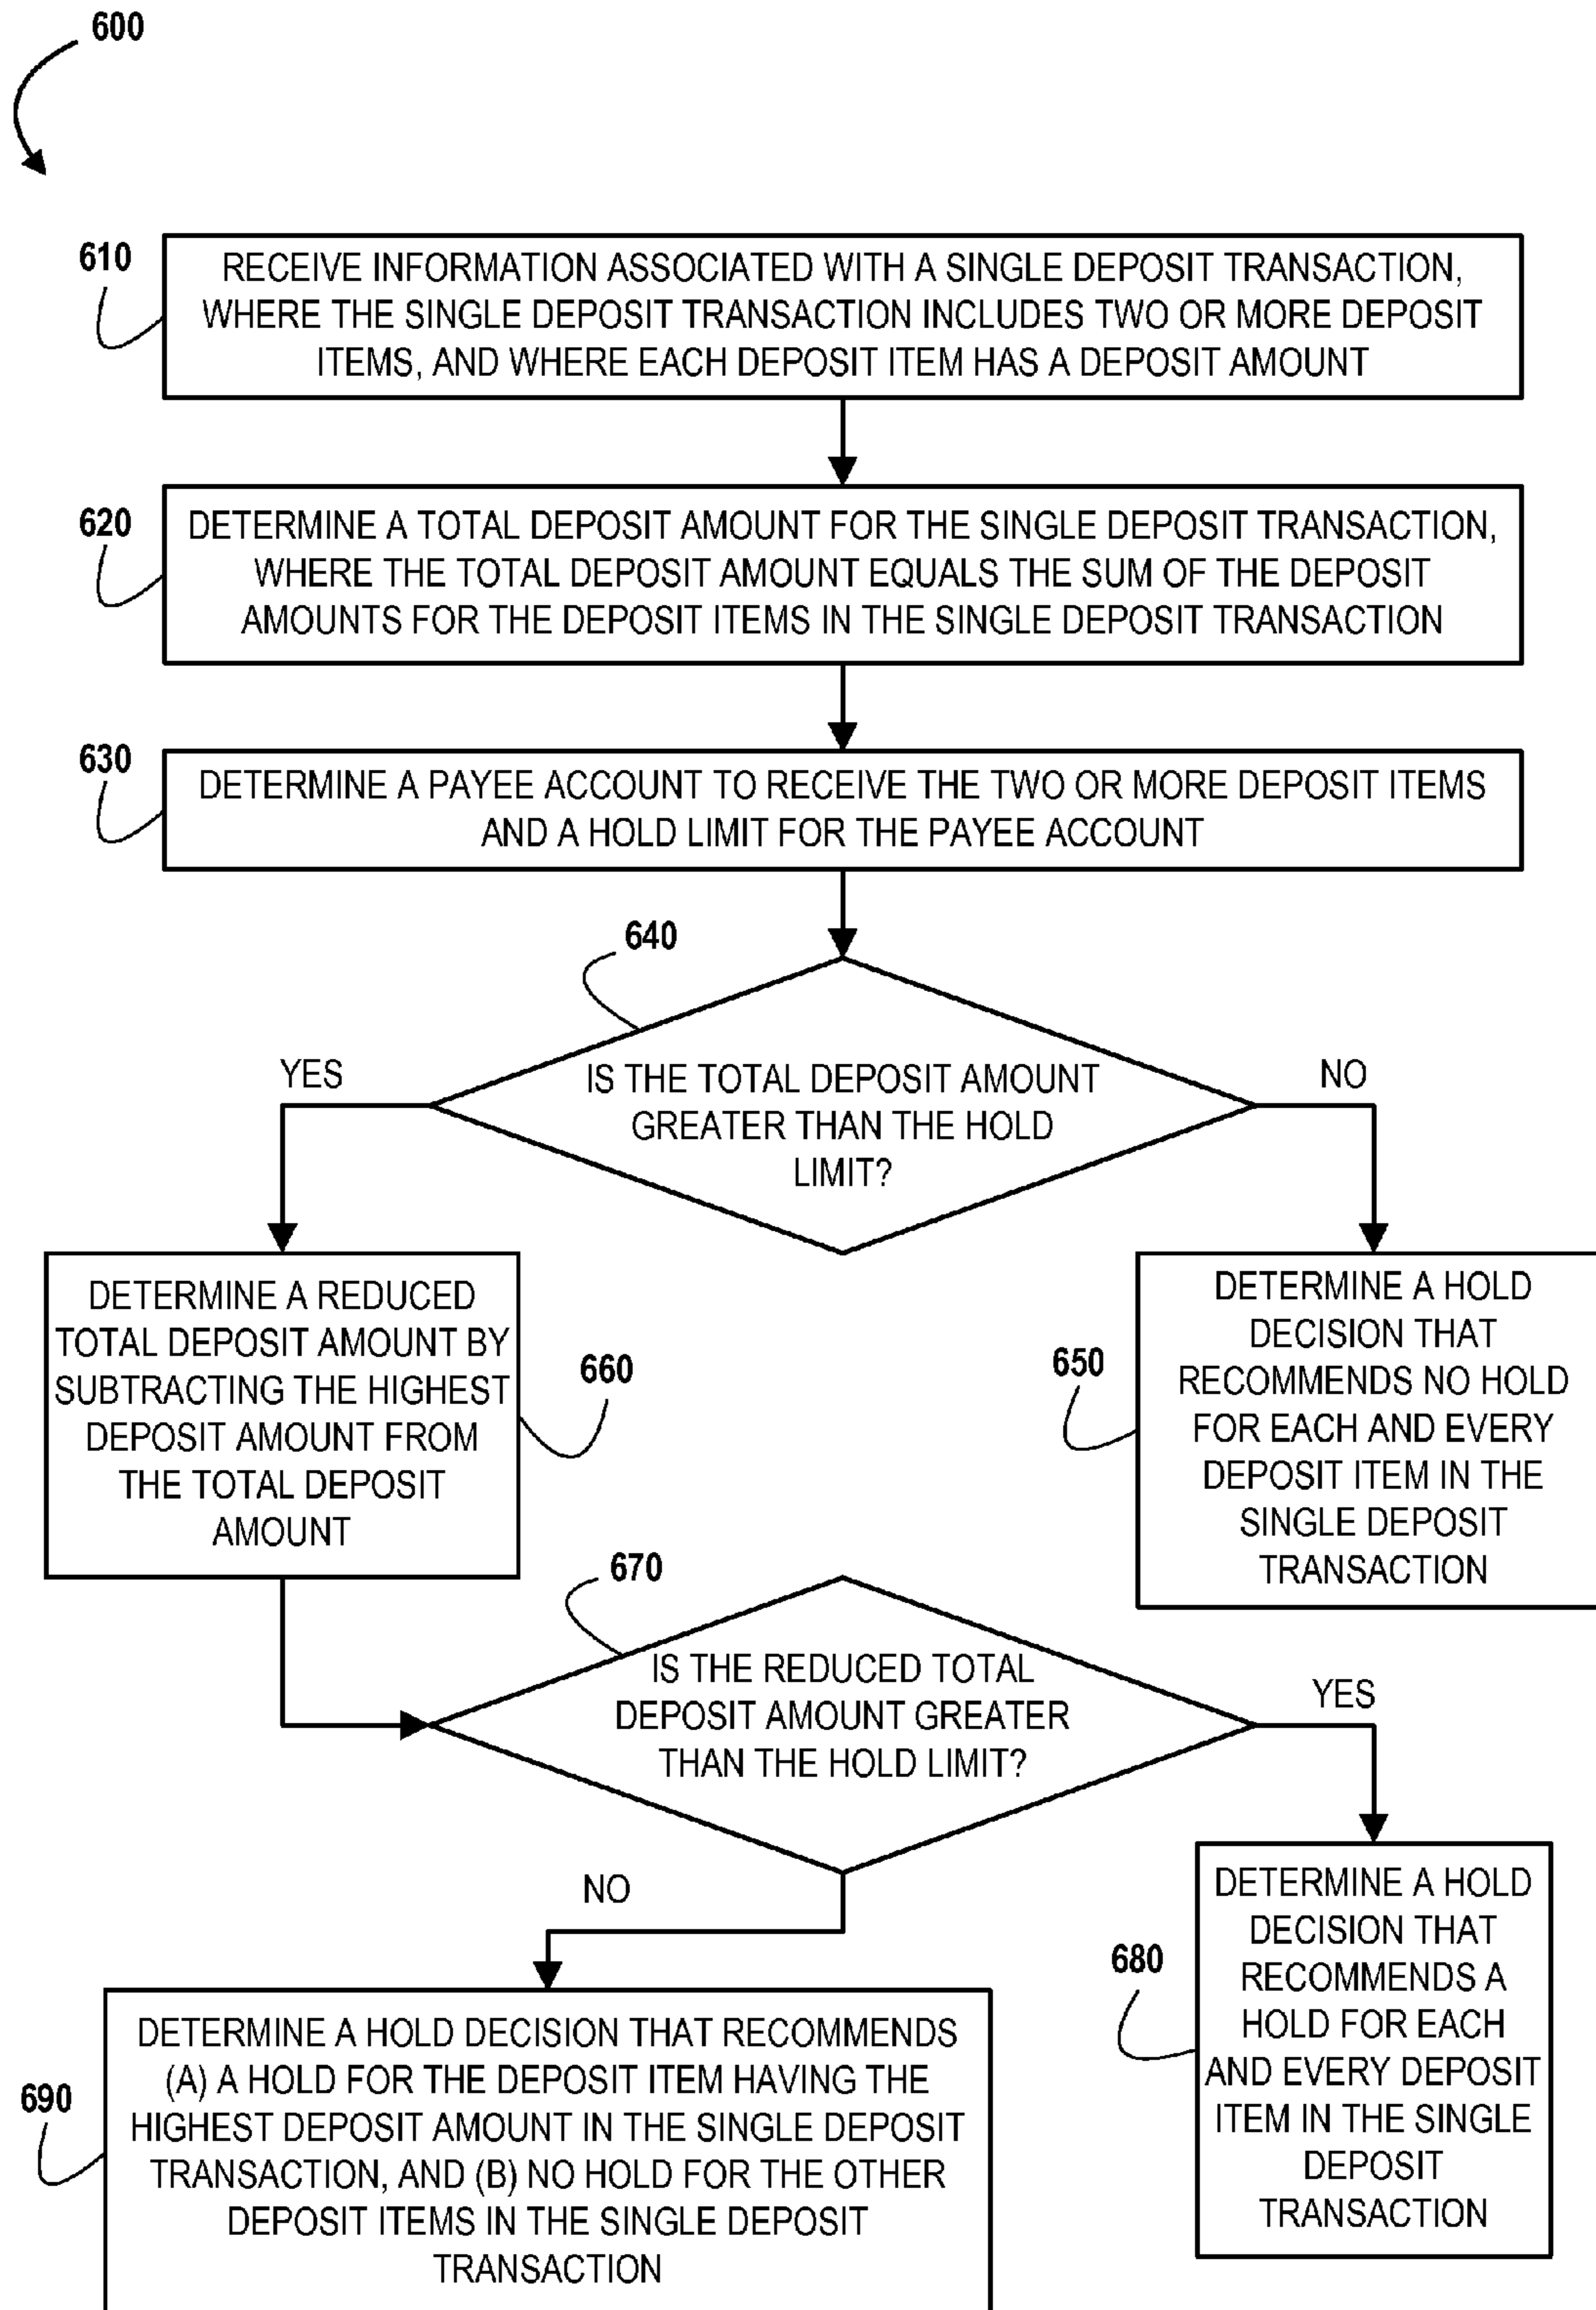 600
610
RECEIVE INFORMATION ASSOCIATED WITH A SINGLE DEPOSIT TRANSACTION,
WHERE THE SINGLE DEPOSIT TRANSACTION INCLUDES TWO OR MORE DEPOSIT
ITEMS, AND WHERE EACH DEPOSIT ITEM HAS A DEPOSIT AMOUNT
620
DETERMINE A TOTAL DEPOSIT AMOUNT FOR THE SINGLE DEPOSIT TRANSACTION,
WHERE THE TOTAL DEPOSIT AMOUNT EQUALS THE SUM OF THE DEPOSIT
AMOUNTS FOR THE DEPOSIT ITEMS IN THE SINGLE DEPOSIT TRANSACTION
630
DETERMINE A PAYEE ACCOUNT TO RECEIVE THE TWO OR MORE DEPOSIT ITEMS
AND A HOLD LIMIT FOR THE PAYEE ACCOUNT
640
IS THE TOTAL DEPOSIT AMOUNT
GREATER THAN THE HOLD
LIMIT?
YES
NO
DETERMINE A REDUCED
TOTAL DEPOSIT AMOUNT BY
SUBTRACTING THE HIGHEST
DEPOSIT AMOUNT FROM
THE TOTAL DEPOSIT
AMOUNT
660
650
DETERMINE A HOLD
DECISION THAT
RECOMMENDS NO HOLD
FOR EACH AND EVERY
DEPOSIT ITEM IN THE
SINGLE DEPOSIT
TRANSACTION
670
IS THE REDUCED TOTAL
DEPOSIT AMOUNT GREATER
THAN THE HOLD LIMIT?
YES
NO
680
DETERMINE A HOLD
DECISION THAT
RECOMMENDS A
HOLD FOR EACH
AND EVERY DEPOSIT
ITEM IN THE SINGLE
DEPOSIT
TRANSACTION
690
DETERMINE A HOLD DECISION THAT RECOMMENDS
(A) A HOLD FOR THE DEPOSIT ITEM HAVING THE
HIGHEST DEPOSIT AMOUNT IN THE SINGLE DEPOSIT
TRANSACTION, AND (B) NO HOLD FOR THE OTHER
DEPOSIT ITEMS IN THE SINGLE DEPOSIT
TRANSACTION